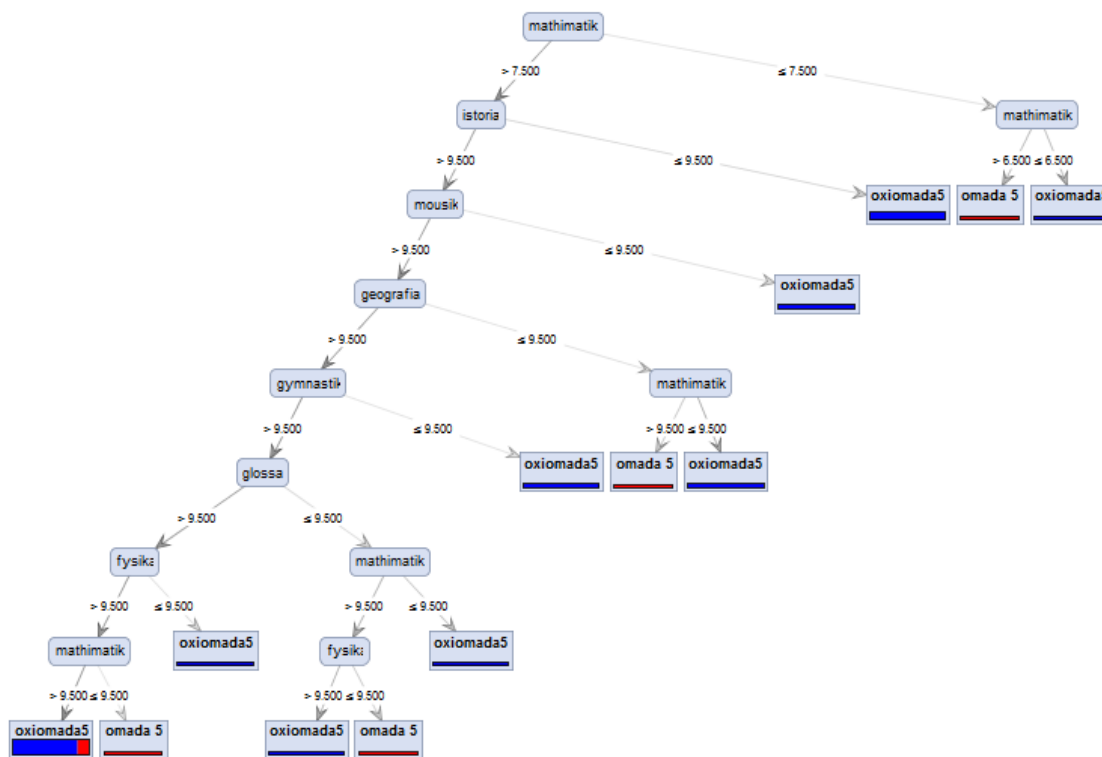 mathimatik
> 7.500
≤ 7.500
istoria
mathimatik
> 9.500
≤ 9.500
> 6.500
≤ 6.500
mousik
oxiomada5
omada 5
oxiomada
> 9.500
≤ 9.500
geografia
oxiomada5
> 9.500
≤ 9.500
gymnastik
mathimatik
> 9.500
≤ 9.500
> 9.500
≤ 9.500
glossa
oxiomada5
omada 5
oxiomada5
> 9.500
≤ 9.500
fysika
mathimatik
> 9.500
≤ 9.500
> 9.500
≤ 9.500
mathimatik
oxiomada5
fysika
oxiomada5
> 9.500
≤ 9.500
> 9.500
≤ 9.500
oxiomada5
omada 5
oxiomada5
omada 5